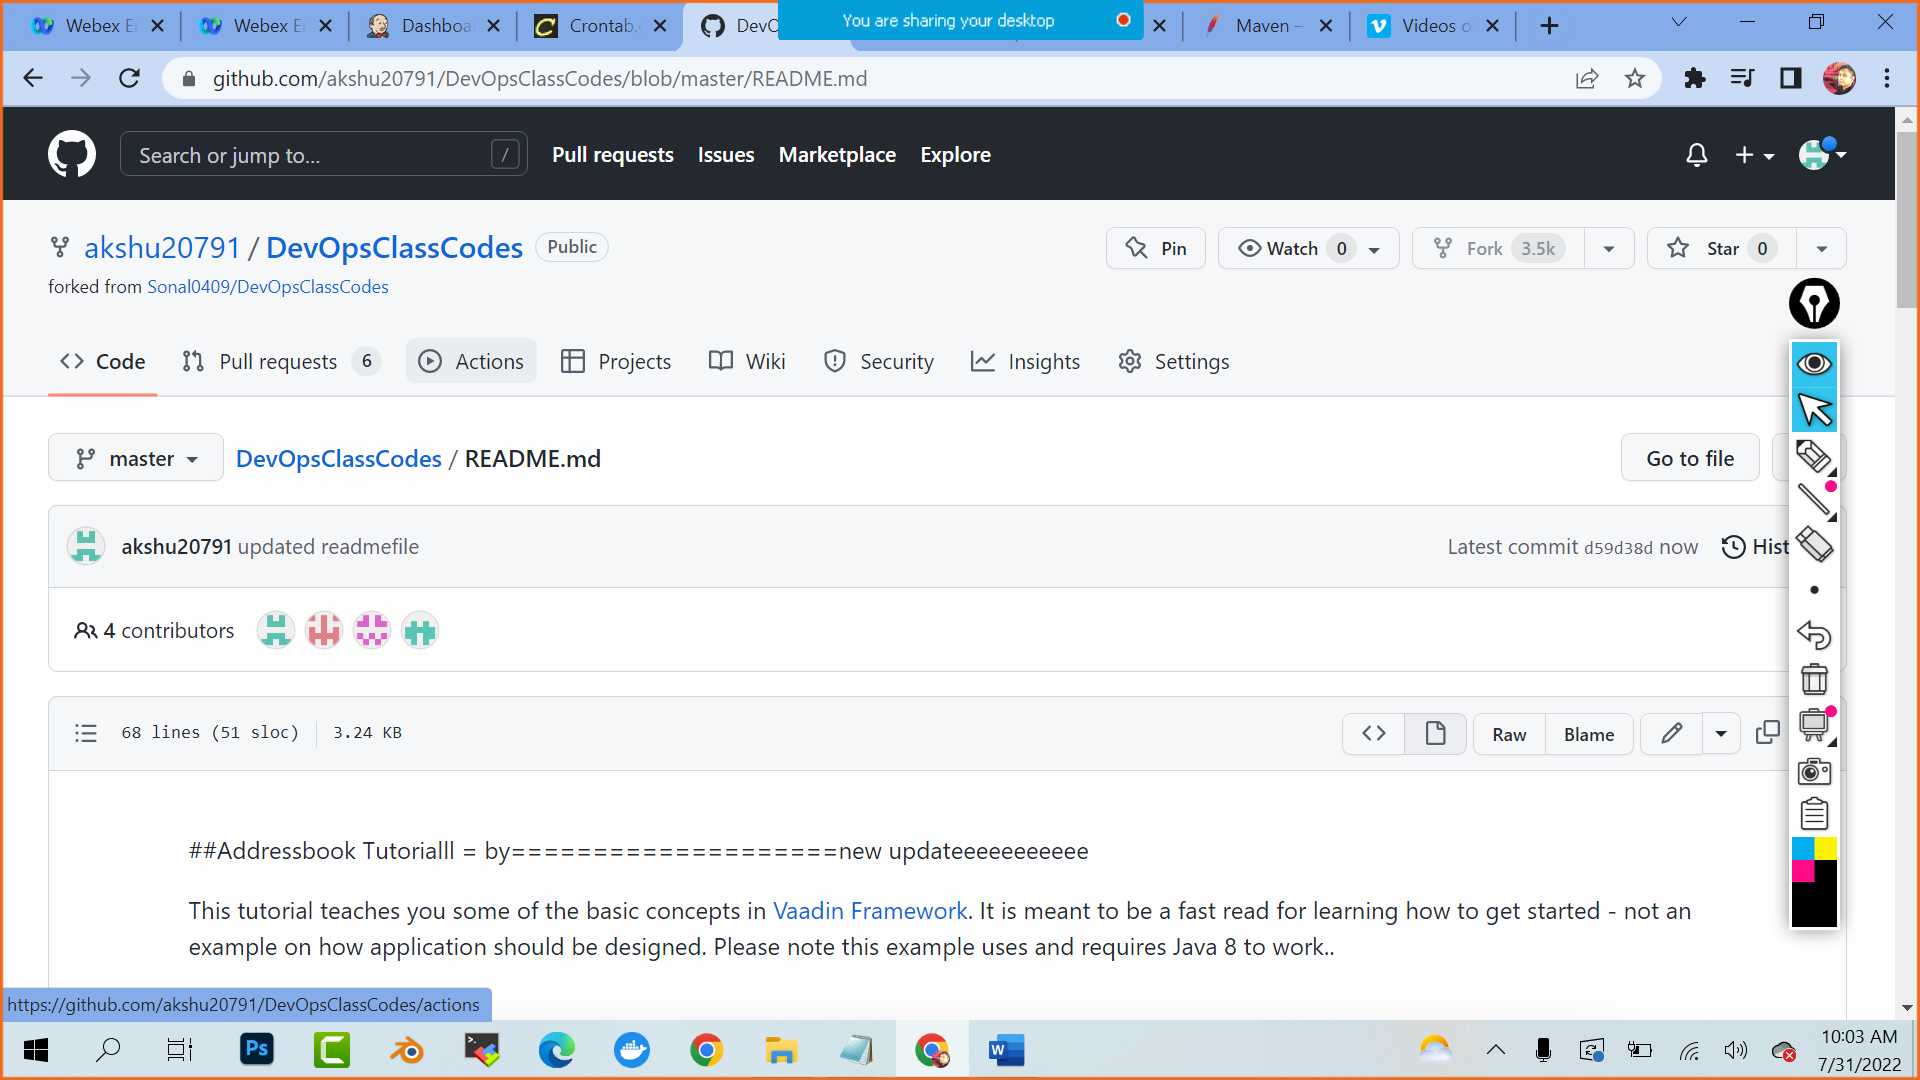 Webex E
Webex E
Dashboa
Crontab.
DevO
You are sharing your desktop
Maven –
Videos o
github.com/akshu20791/DevOpsClassCodes/blob/master/README.md
Search or jump to...
/
Pull requests
Issues
Marketplace
Explore
akshu20791 / DevOpsClassCodes
Public
Pin
Watch 0
Fork 3.5k
Star 0
forked from Sonal0409/DevOpsClassCodes
Code
Pull requests 6
Actions
Projects
Wiki
Security
Insights
Settings
master
DevOpsClassCodes / README.md
Go to file
akshu20791 updated readmefile
Latest commit d59d38d now
Hist
4 contributors
68 lines (51 sloc)
3.24 KB
Raw
Blame
##Addressbook Tutorialll = by====================new updateeeeeeeeeee
This tutorial teaches you some of the basic concepts in Vaadin Framework. It is meant to be a fast read for learning how to get started - not an
example on how application should be designed. Please note this example uses and requires Java 8 to work..
https://github.com/akshu20791/DevOpsClassCodes/actions
Ps
10:03 AM
7/31/2022